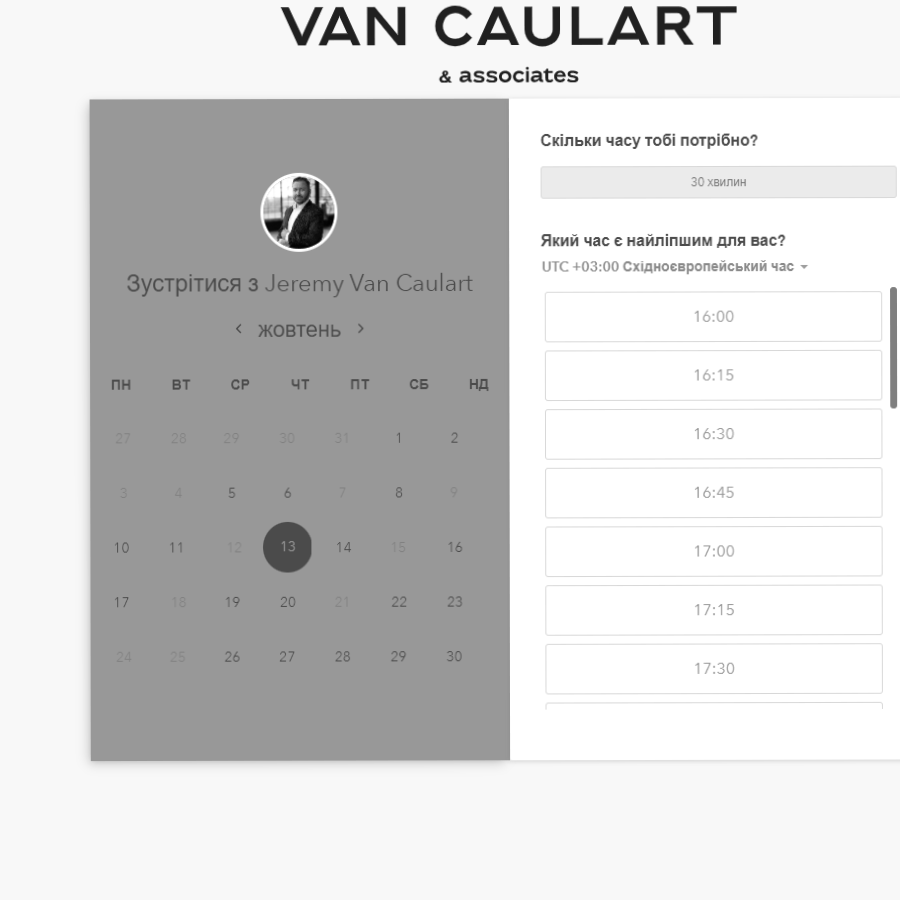 VAN CAULART
& associates
Зустрітися з Jeremy Van Caulart
жовтень
ПН ВТ СР ЧТ ПТ СБ НД
27 28 29 30 31 1 2
3 4 5 6 7 8 9
10 11 12 13 14 15 16
17 18 19 20 21 22 23
24 25 26 27 28 29 30
Скільки часу тобі потрібно?
30 хвилин
Який час є найліпшим для вас?
UTC +03:00 Східноєвропейський час
16:00
16:15
16:30
16:45
17:00
17:15
17:30